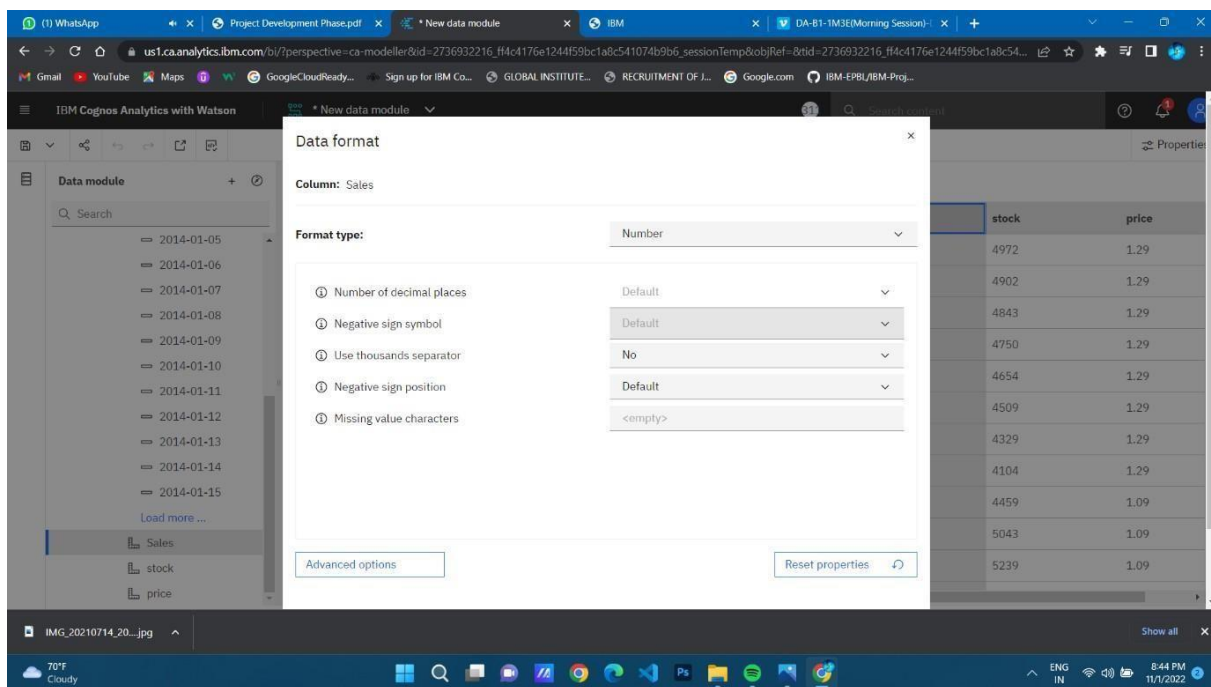 (1) WhatsApp
Project Development Phase.pdf
* New data module
IBM
DA-B1-1M3E(Morning Session)-
us1.ca.analytics.ibm.com/bi/?perspective=ca-modeller&id=2736932216_ff4c4176e1244f59bc1a8c541074b9b6_sessionTemp&objRef=&tid=2736932216_ff4c4176e1244f59bc1a8c54...
Gmail YouTube Maps GoogleCloudReady... Sign up for IBM Co... GLOBAL INSTITUTE... RECRUITMENT OF J... Google.com IBM-EPBL/IBM-Proj...
IBM Cognos Analytics with Watson
* New data module
31
Search content
1
Properties
Data module
Search
2014-01-05
2014-01-06
2014-01-07
2014-01-08
2014-01-09
2014-01-10
2014-01-11
2014-01-12
2014-01-13
2014-01-14
2014-01-15
Load more ...
Sales
stock
price
Data format
Column: Sales
Format type: Number
Number of decimal places Default
Negative sign symbol Default
Use thousands separator No
Negative sign position Default
Missing value characters <empty>
Advanced options
Reset properties
stock price
4972 1.29
4902 1.29
4843 1.29
4750 1.29
4654 1.29
4509 1.29
4329 1.29
4104 1.29
4459 1.09
5043 1.09
5239 1.09
IMG_20210714_20....jpg
Show all
70°F
Cloudy
Ps
ENG
IN
8:44 PM
11/1/2022
2